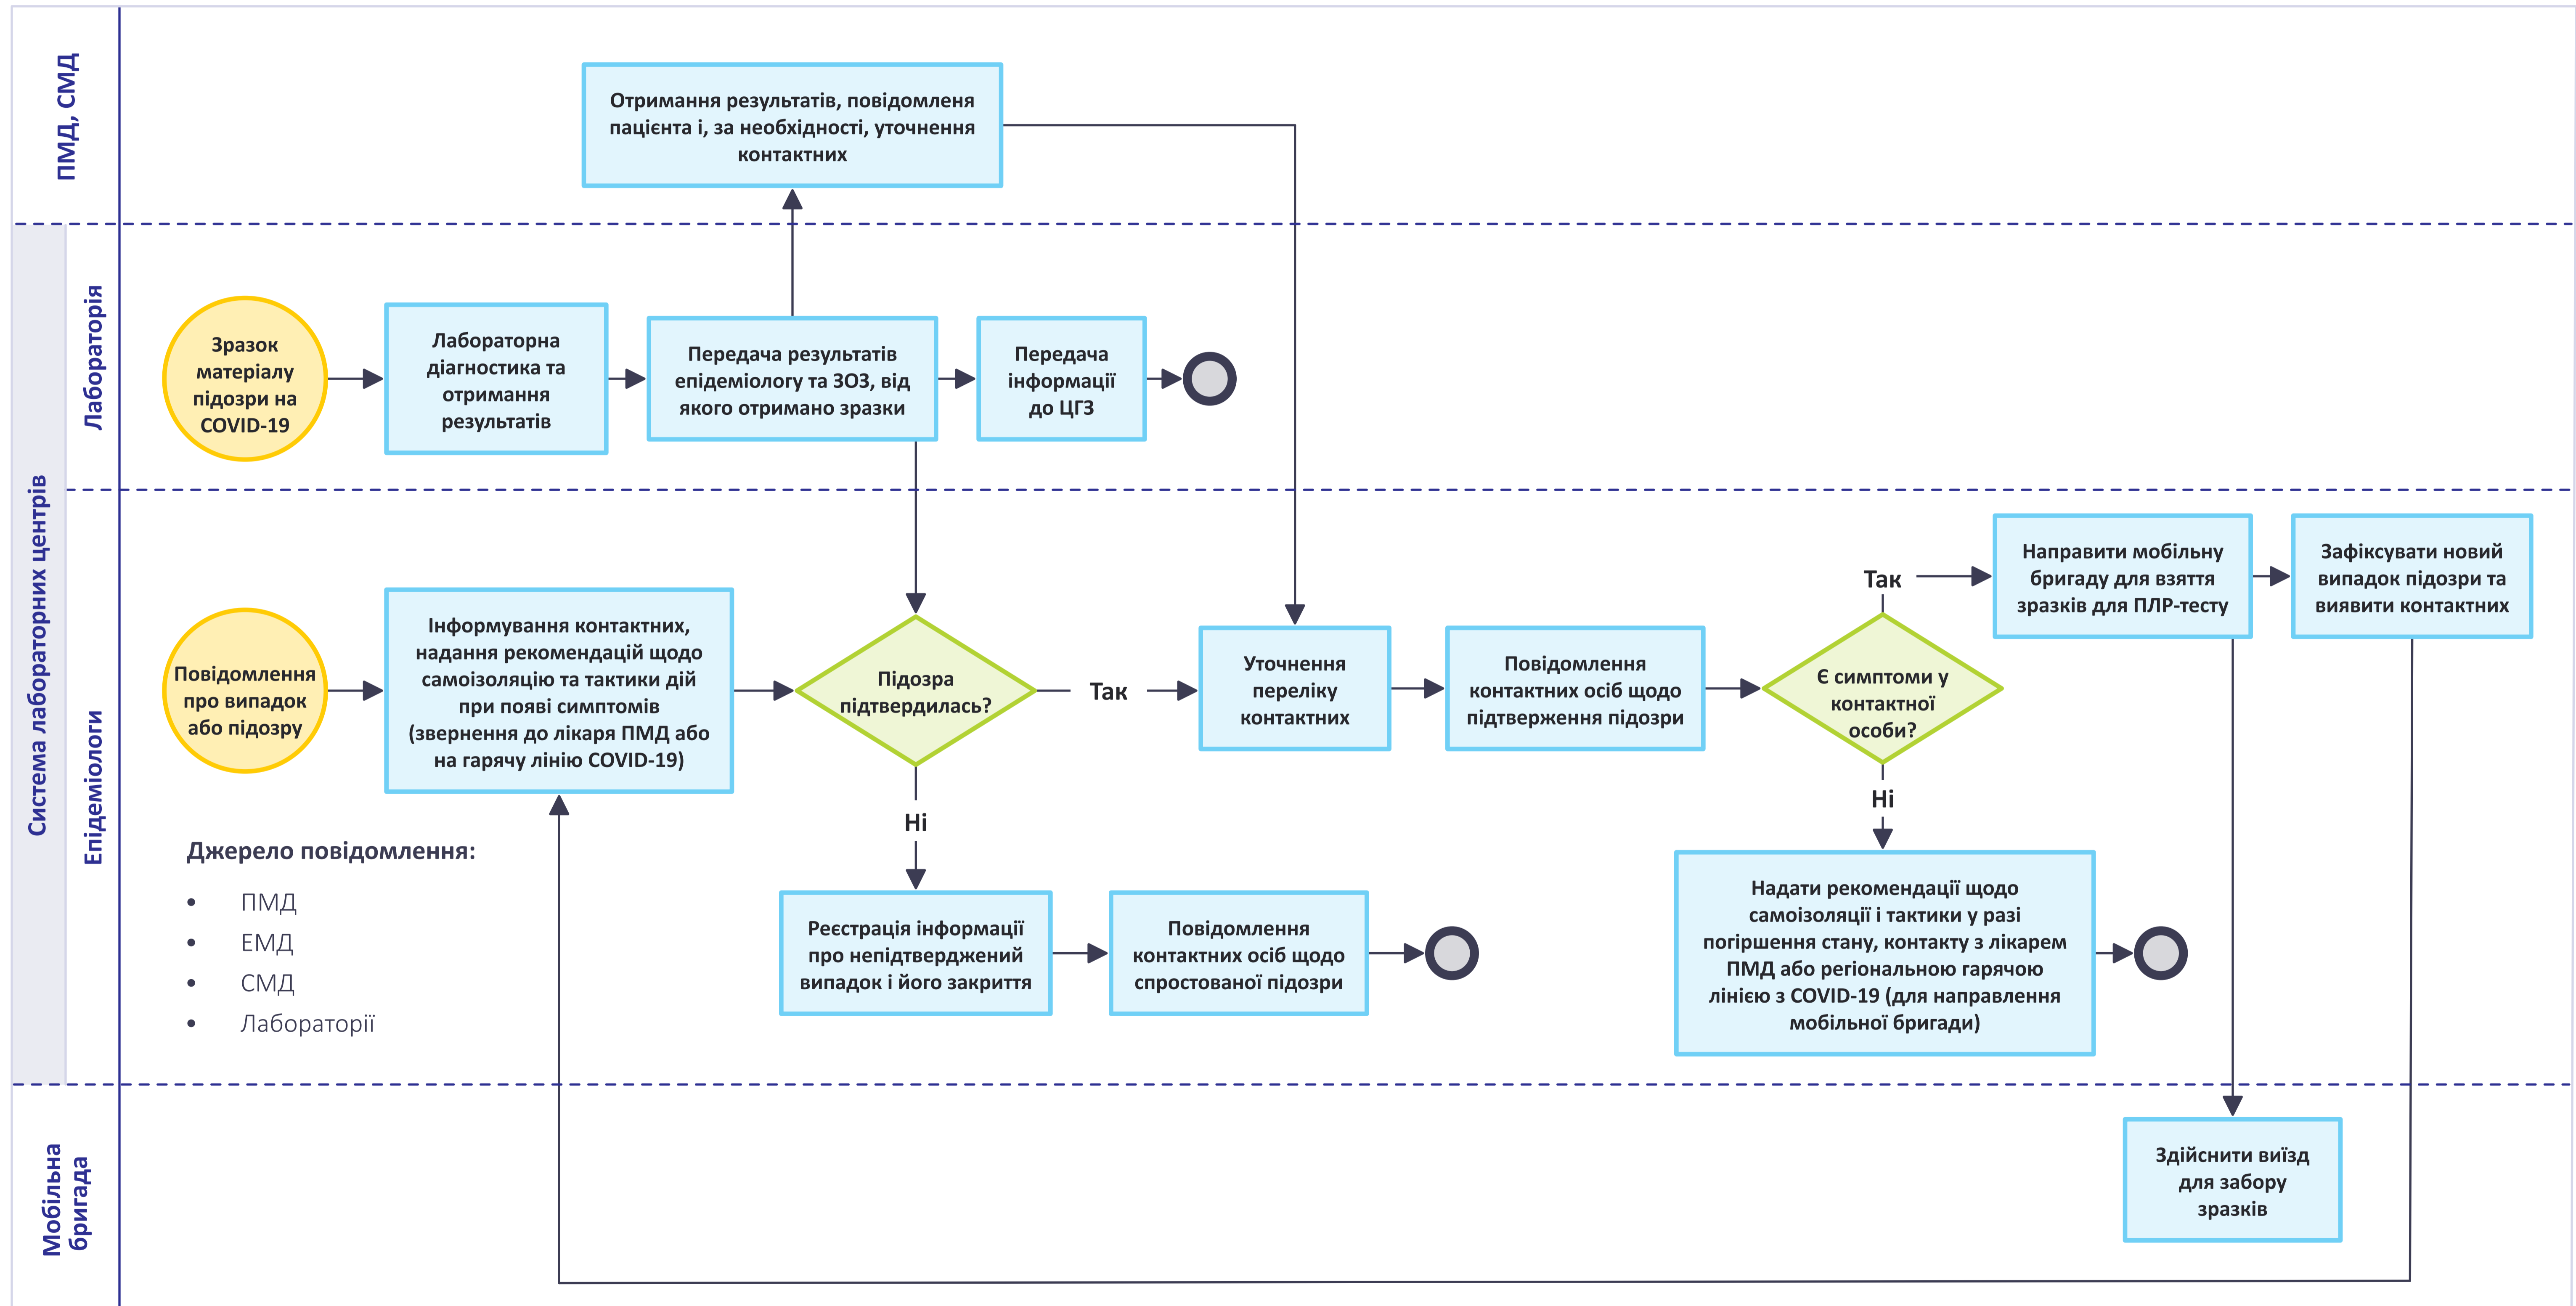 ПМД, СМД
Отримання результатів, повідомленя
пацієнта і, за необхідності, уточнення
контактних
Система лабораторних центрів
Лабораторія
Зразок
матеріалу
підозри на
COVID-19
Лабораторна
діагностика та
отримання
результатів
Передача результатів
епідеміологу та ЗОЗ, від
якого отримано зразки
Передача
інформації
до ЦГЗ
Епідеміологи
Повідомлення
про випадок
або підозру
Інформування контактних,
надання рекомендацій щодо
самоізоляцію та тактики дій
при появі симптомів
(звернення до лікаря ПМД або
на гарячу лінію COVID-19)
Підозра
підтвердилась?
Так
Уточнення
переліку
контактних
Повідомлення
контактних осіб щодо
підтверження підозри
Є симптоми у
контактної
особи?
Так
Направити мобільну
бригаду для взяття
зразків для ПЛР-тесту
Зафіксувати новий
випадок підозри та
виявити контактних
Ні
Реєстрація інформації
про непідтверджений
випадок і його закриття
Повідомлення
контактних осіб щодо
спростованої підозри
Ні
Надати рекомендації щодо
самоізоляції і тактики у разі
погіршення стану, контакту з лікарем
ПМД або регіональною гарячою
лінією з COVID-19 (для направлення
мобільної бригади)
Джерело повідомлення:
• ПМД
• ЕМД
• СМД
• Лабораторії
Мобільна
бригада
Здійснити виїзд
для забору
зразків